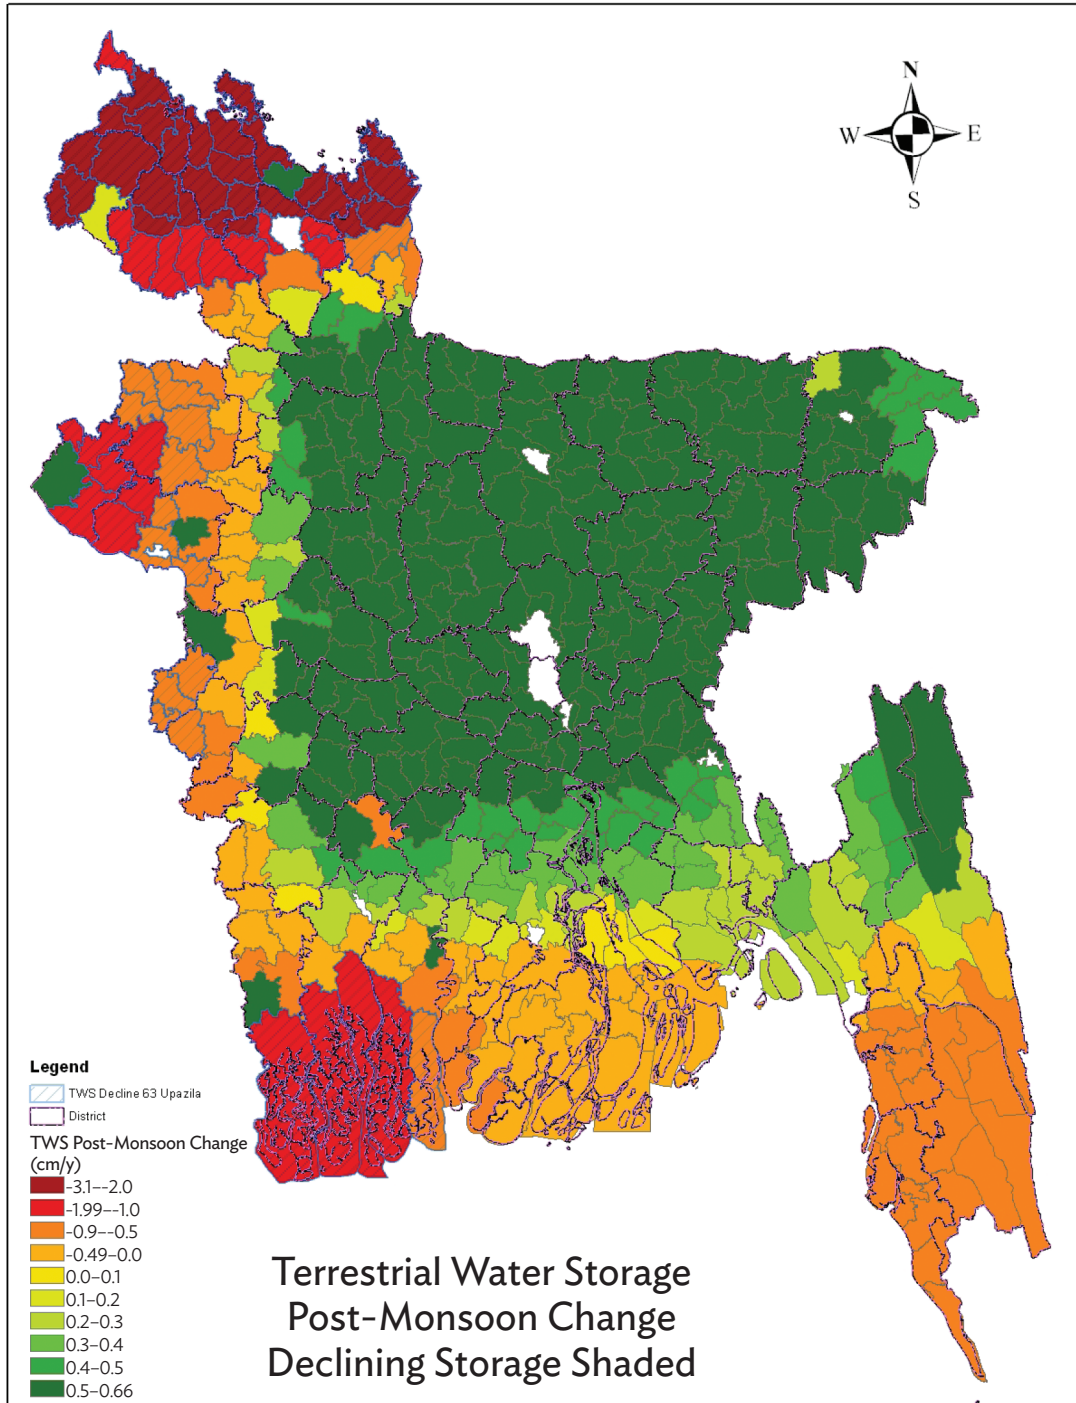 N
W
E
S
Legend
TWS Decline 63 Upazila
District
TWS Post-Monsoon Change
(cm/y)
-3.1--2.0
-1.99--1.0
-0.9--0.5
-0.49-0.0
0.0–0.1
0.1–0.2
0.2–0.3
0.3–0.4
0.4–0.5
0.5–0.66
Terrestrial Water Storage
Post-Monsoon Change
Declining Storage Shaded